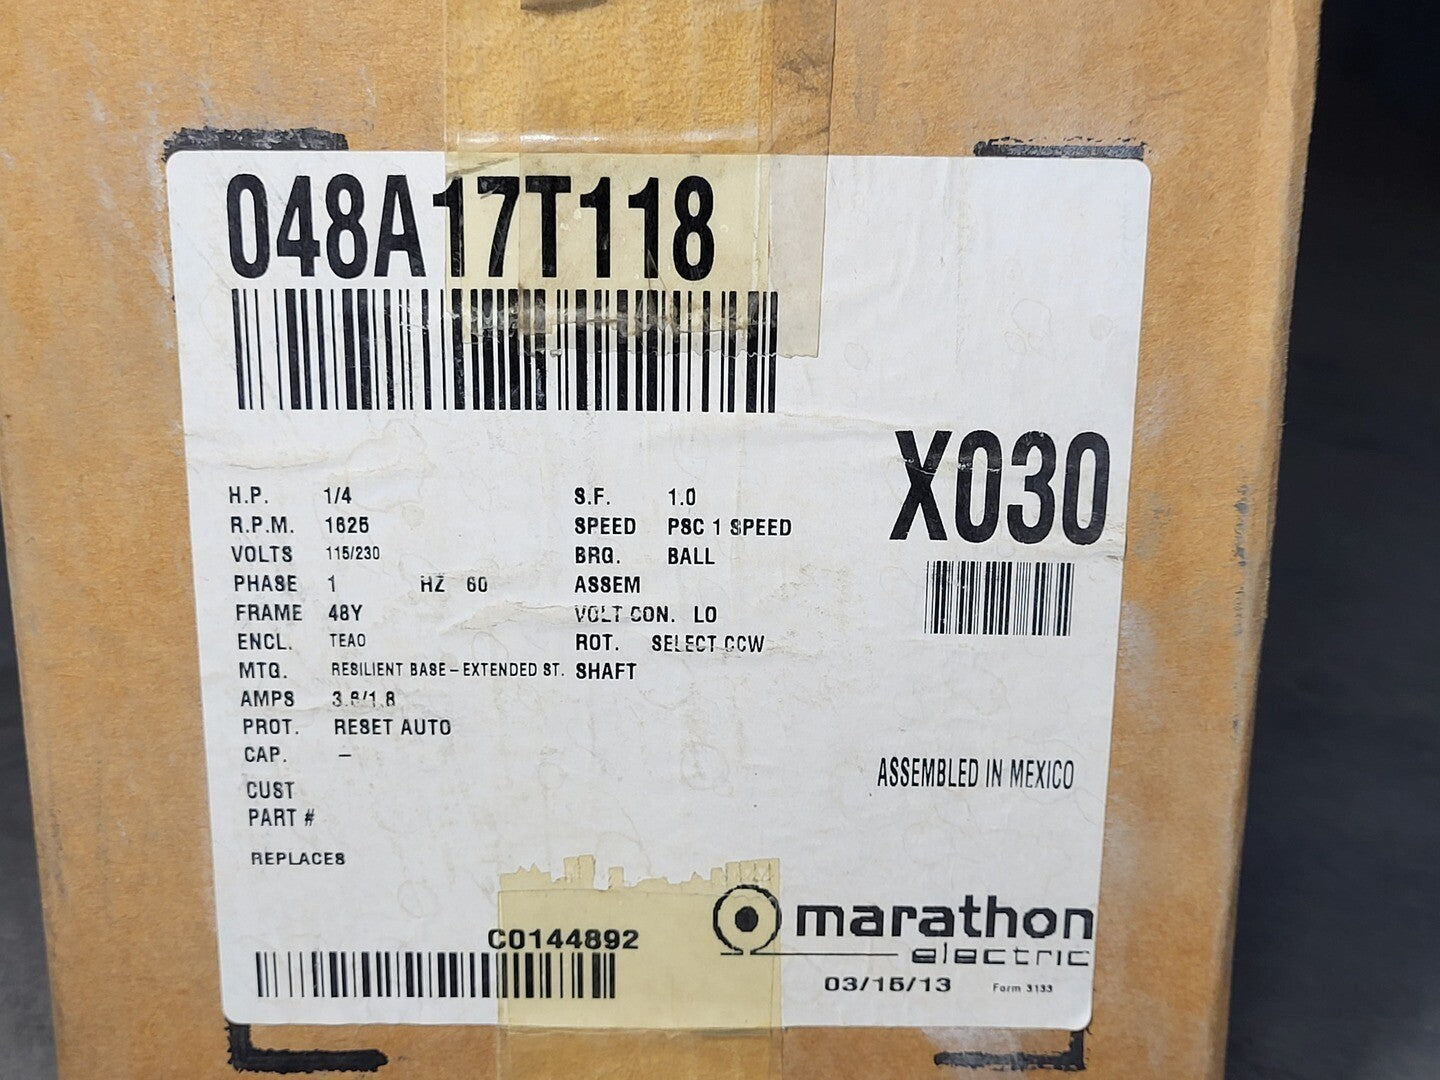 048A17T118
X030
H.P. 1/4 S.F. 1.0
R.P.M. 1625 SPEED PSC 1 SPEED
VOLTS 115/230 BRG. BALL
PHASE 1 HZ 60 ASSEM
FRAME 48Y VOLT CON. LO
ENCL. TEAO ROT. SELECT CCW
MTG. RESILIENT BASE-EXTENDED ST. SHAFT
AMPS 3.6/1.8
PROT. RESET AUTO
CAP. -
ASSEMBLED IN MEXICO
CUST
PART #
REPLACES
C0144892
marathon
electric
03/15/13 Form 3133